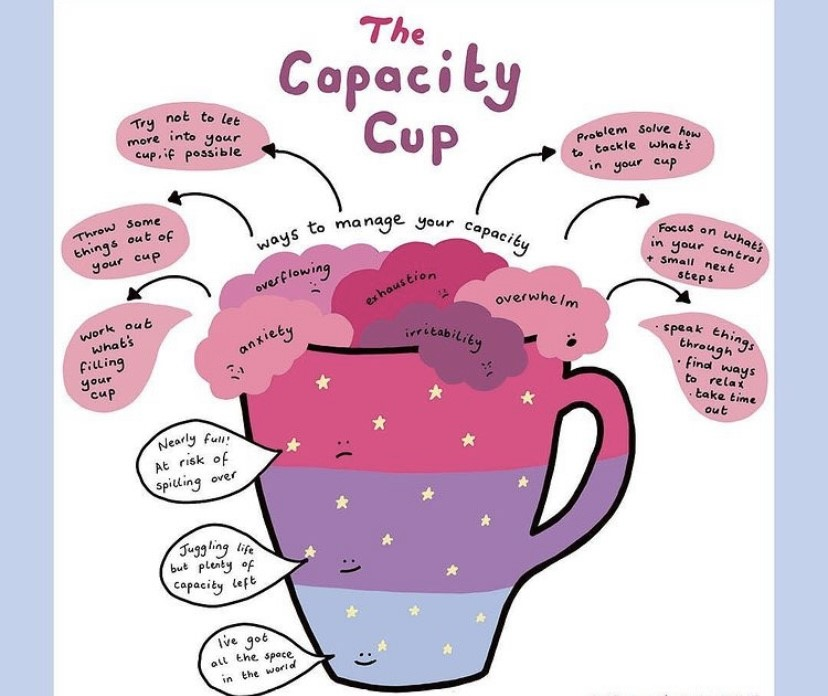 The
Capacity
Cup
Try not to let
more into your
cup, if possible
Problem solve how
to tackle what's
in your cup
Throw some
things out of
your cup
Focus on what's
in your control
+ small next
steps
work out
what's
filling
your
cup
· speak things
through
· find ways
to relax
· take time
out
ways to manage your capacity
overflowing
exhaustion
overwhelm
anxiety
irritability
Nearly full!
At risk of
spilling over
Juggling life
but plenty of
capacity left
I've got
all the space
in the world